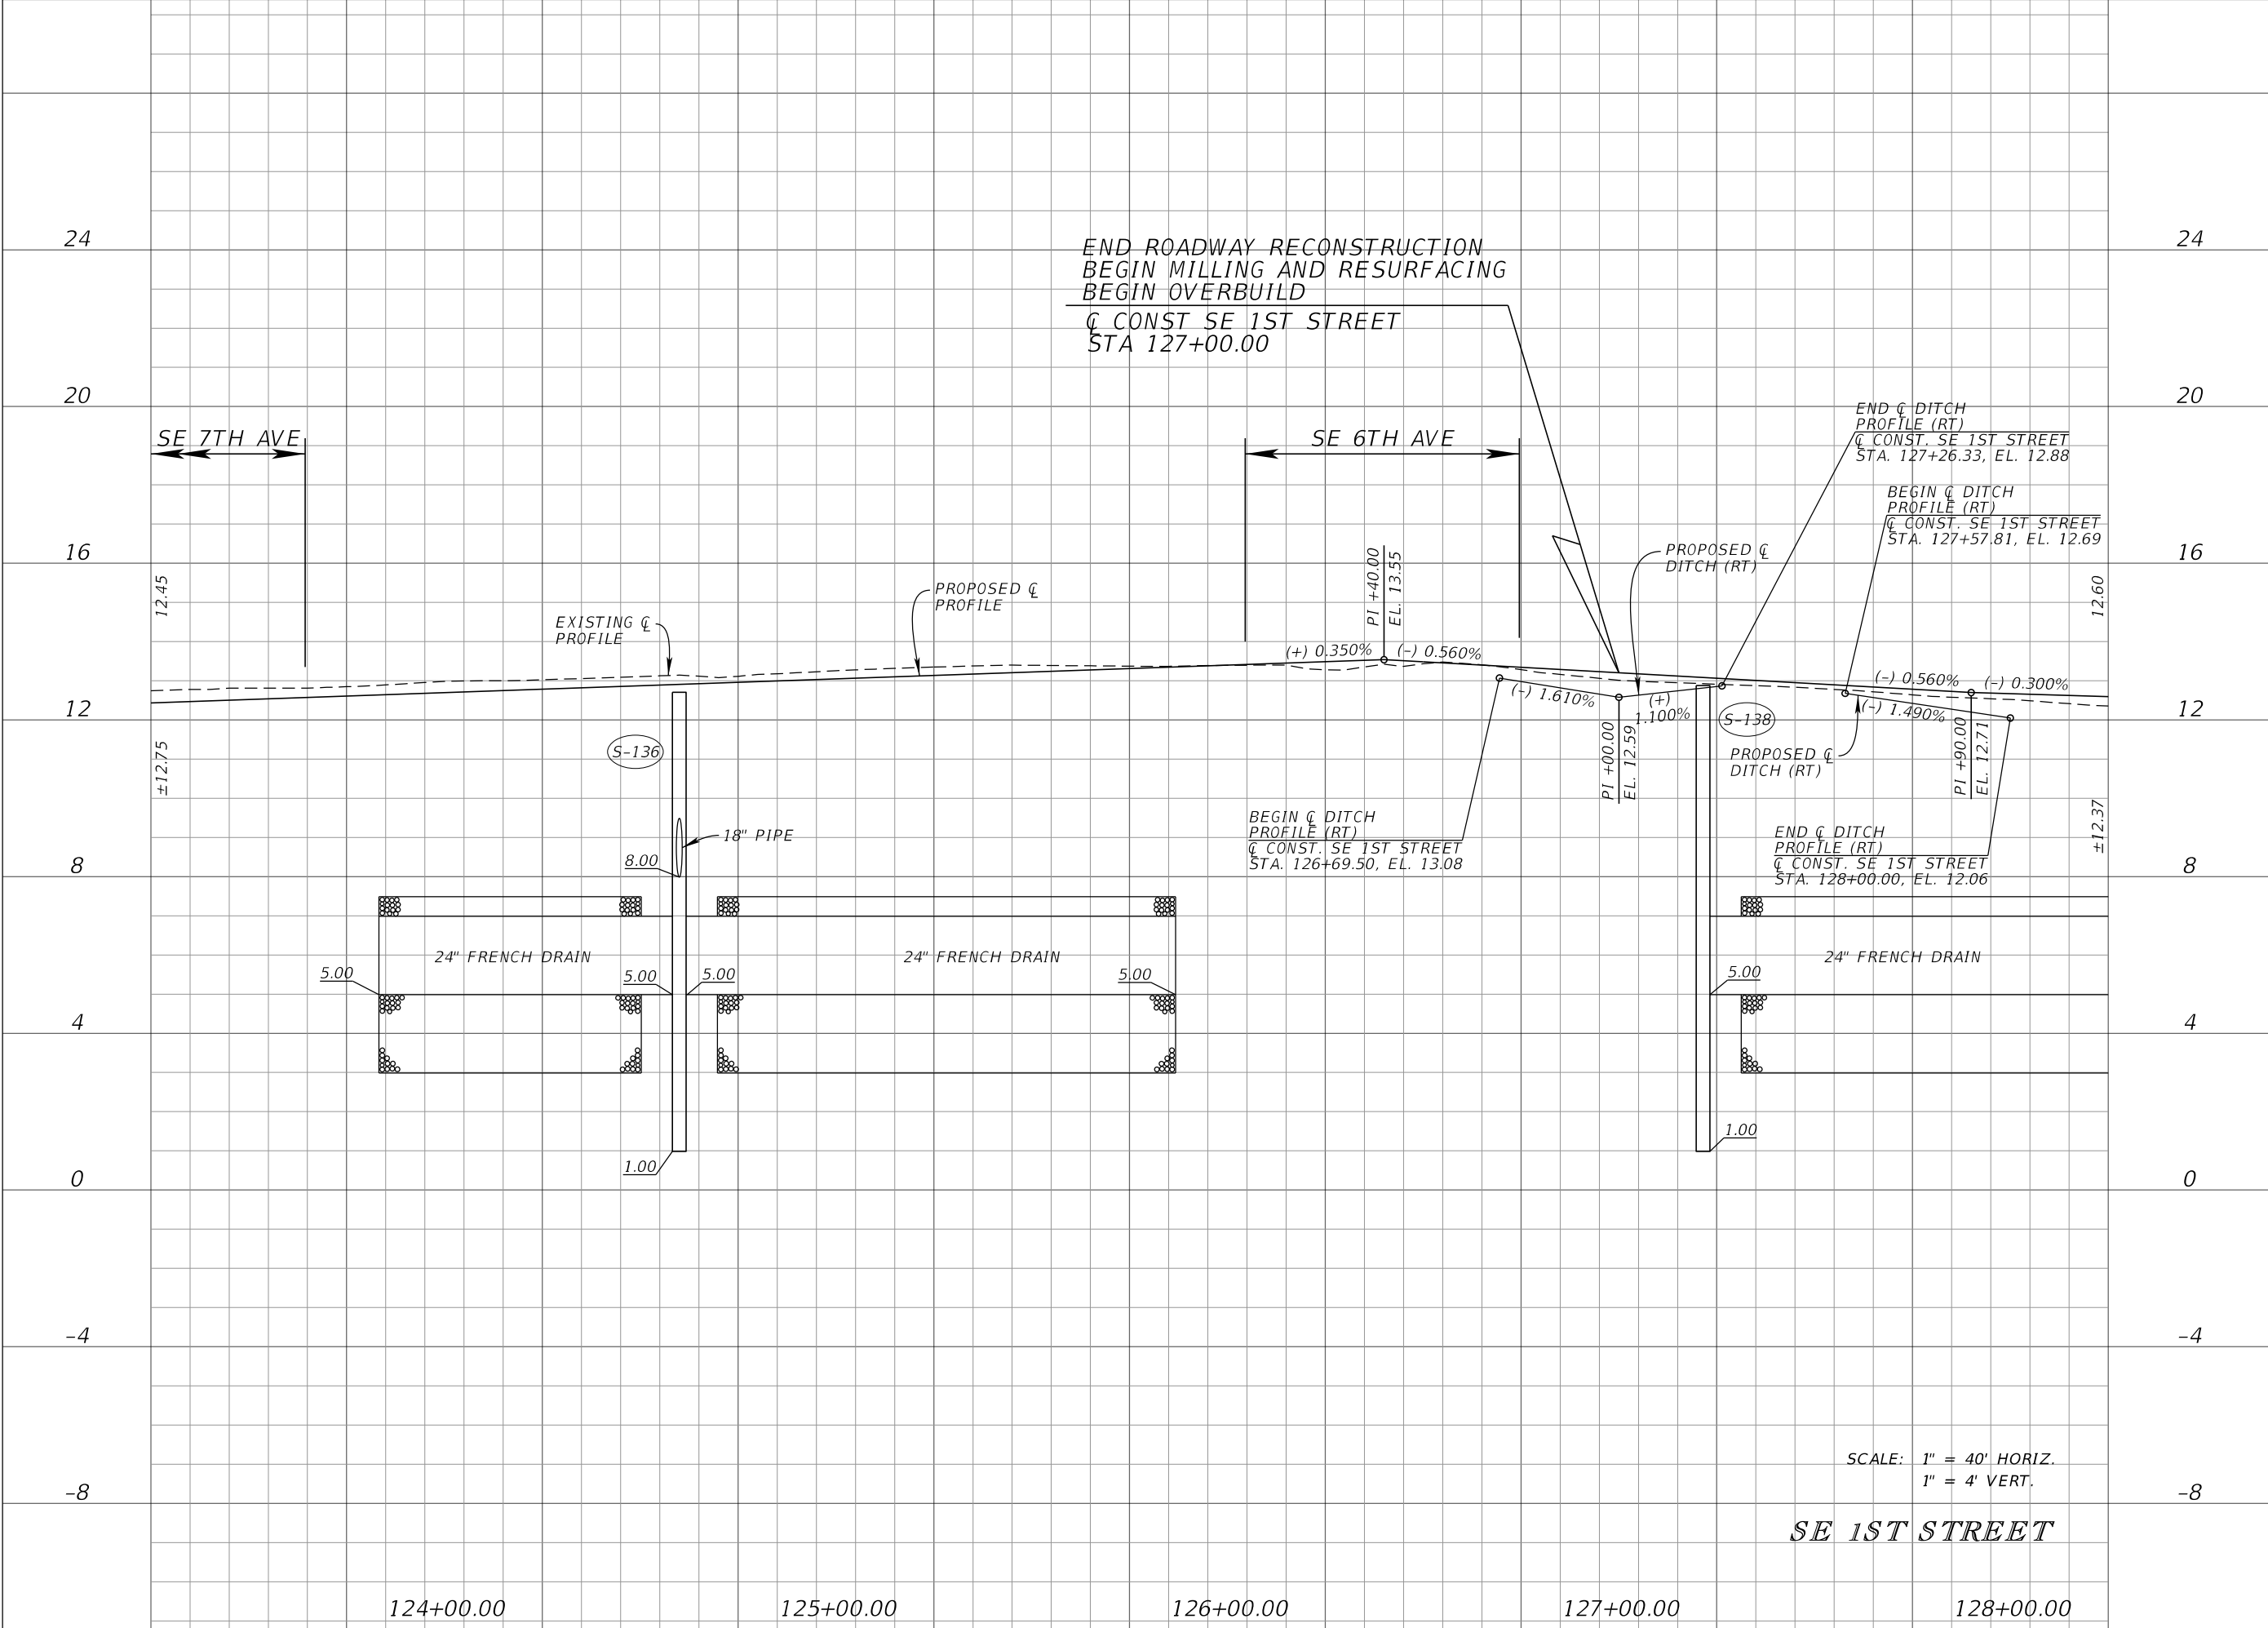 24
24
END ROADWAY RECONSTRUCTION
BEGIN MILLING AND RESURFACING
BEGIN OVERBUILD
℄ CONST SE 1ST STREET
STA 127+00.00
20
20
SE 7TH AVE
SE 6TH AVE
END ℄ DITCH
PROFILE (RT)
℄ CONST. SE 1ST STREET
STA. 127+26.33, EL. 12.88
BEGIN ℄ DITCH
PROFILE (RT)
℄ CONST. SE 1ST STREET
STA. 127+57.81, EL. 12.69
16
16
12.45
EXISTING ℄
PROFILE
PROPOSED ℄
PROFILE
PI +40.00
EL. 13.55
PROPOSED ℄
DITCH (RT)
12.60
(+) 0.350%
(-) 0.560%
(-) 0.560%
(-) 0.300%
(-) 1.610%
(+)
1.100%
(-) 1.490%
12
12
±12.75
S-136
S-138
PI +00.00
EL. 12.59
PROPOSED ℄
DITCH (RT)
PI +90.00
EL. 12.71
±12.37
18" PIPE
8.00
BEGIN ℄ DITCH
PROFILE (RT)
℄ CONST. SE 1ST STREET
STA. 126+69.50, EL. 13.08
END ℄ DITCH
PROFILE (RT)
℄ CONST. SE 1ST STREET
STA. 128+00.00, EL. 12.06
8
8
24" FRENCH DRAIN
24" FRENCH DRAIN
24" FRENCH DRAIN
5.00
5.00
5.00
5.00
5.00
4
4
1.00
1.00
0
0
-4
-4
SCALE: 1" = 40' HORIZ.
1" = 4' VERT.
-8
-8
SE 1ST STREET
124+00.00
125+00.00
126+00.00
127+00.00
128+00.00